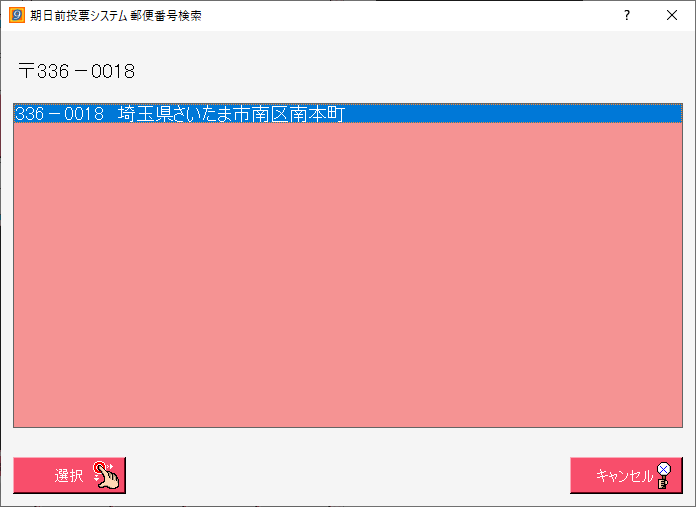 期日前投票システム 郵便番号検索
〒336－0018
336－0018 埼玉県さいたま市南区南本町
選択
キャンセル